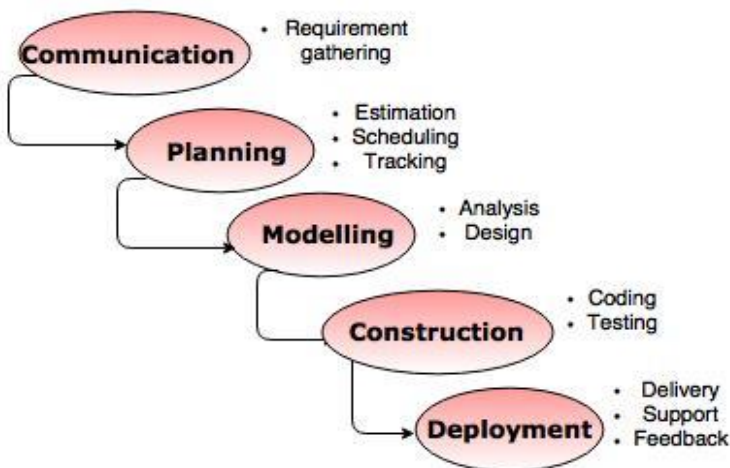 Communication
• Requirement
gathering
Planning
• Estimation
• Scheduling
• Tracking
Modelling
• Analysis
• Design
Construction
• Coding
• Testing
Deployment
• Delivery
• Support
• Feedback